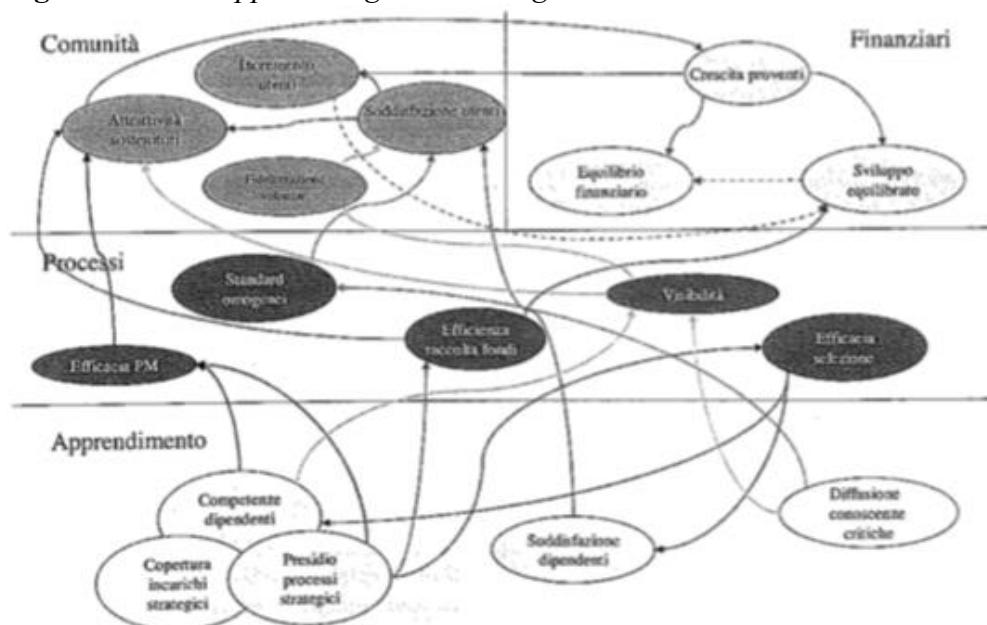 Comunità
Finanziari
Incremento
utenti
Crescita proventi
Attrattività
sostenitori
Soddisfazione utenti
Equilibrio
finanziario
Sviluppo
equilibrato
Fidelizzazione
Processi
Standard
omogenei
Visibilità
Efficienza
raccolta fondi
Efficacia
selezione
Efficacia PM
Apprendimento
Competenze
dipendenti
Diffusione
conoscenze
critiche
Soddisfazione
dipendenti
Copertura
incarichi
strategici
Presidio
processi
strategici